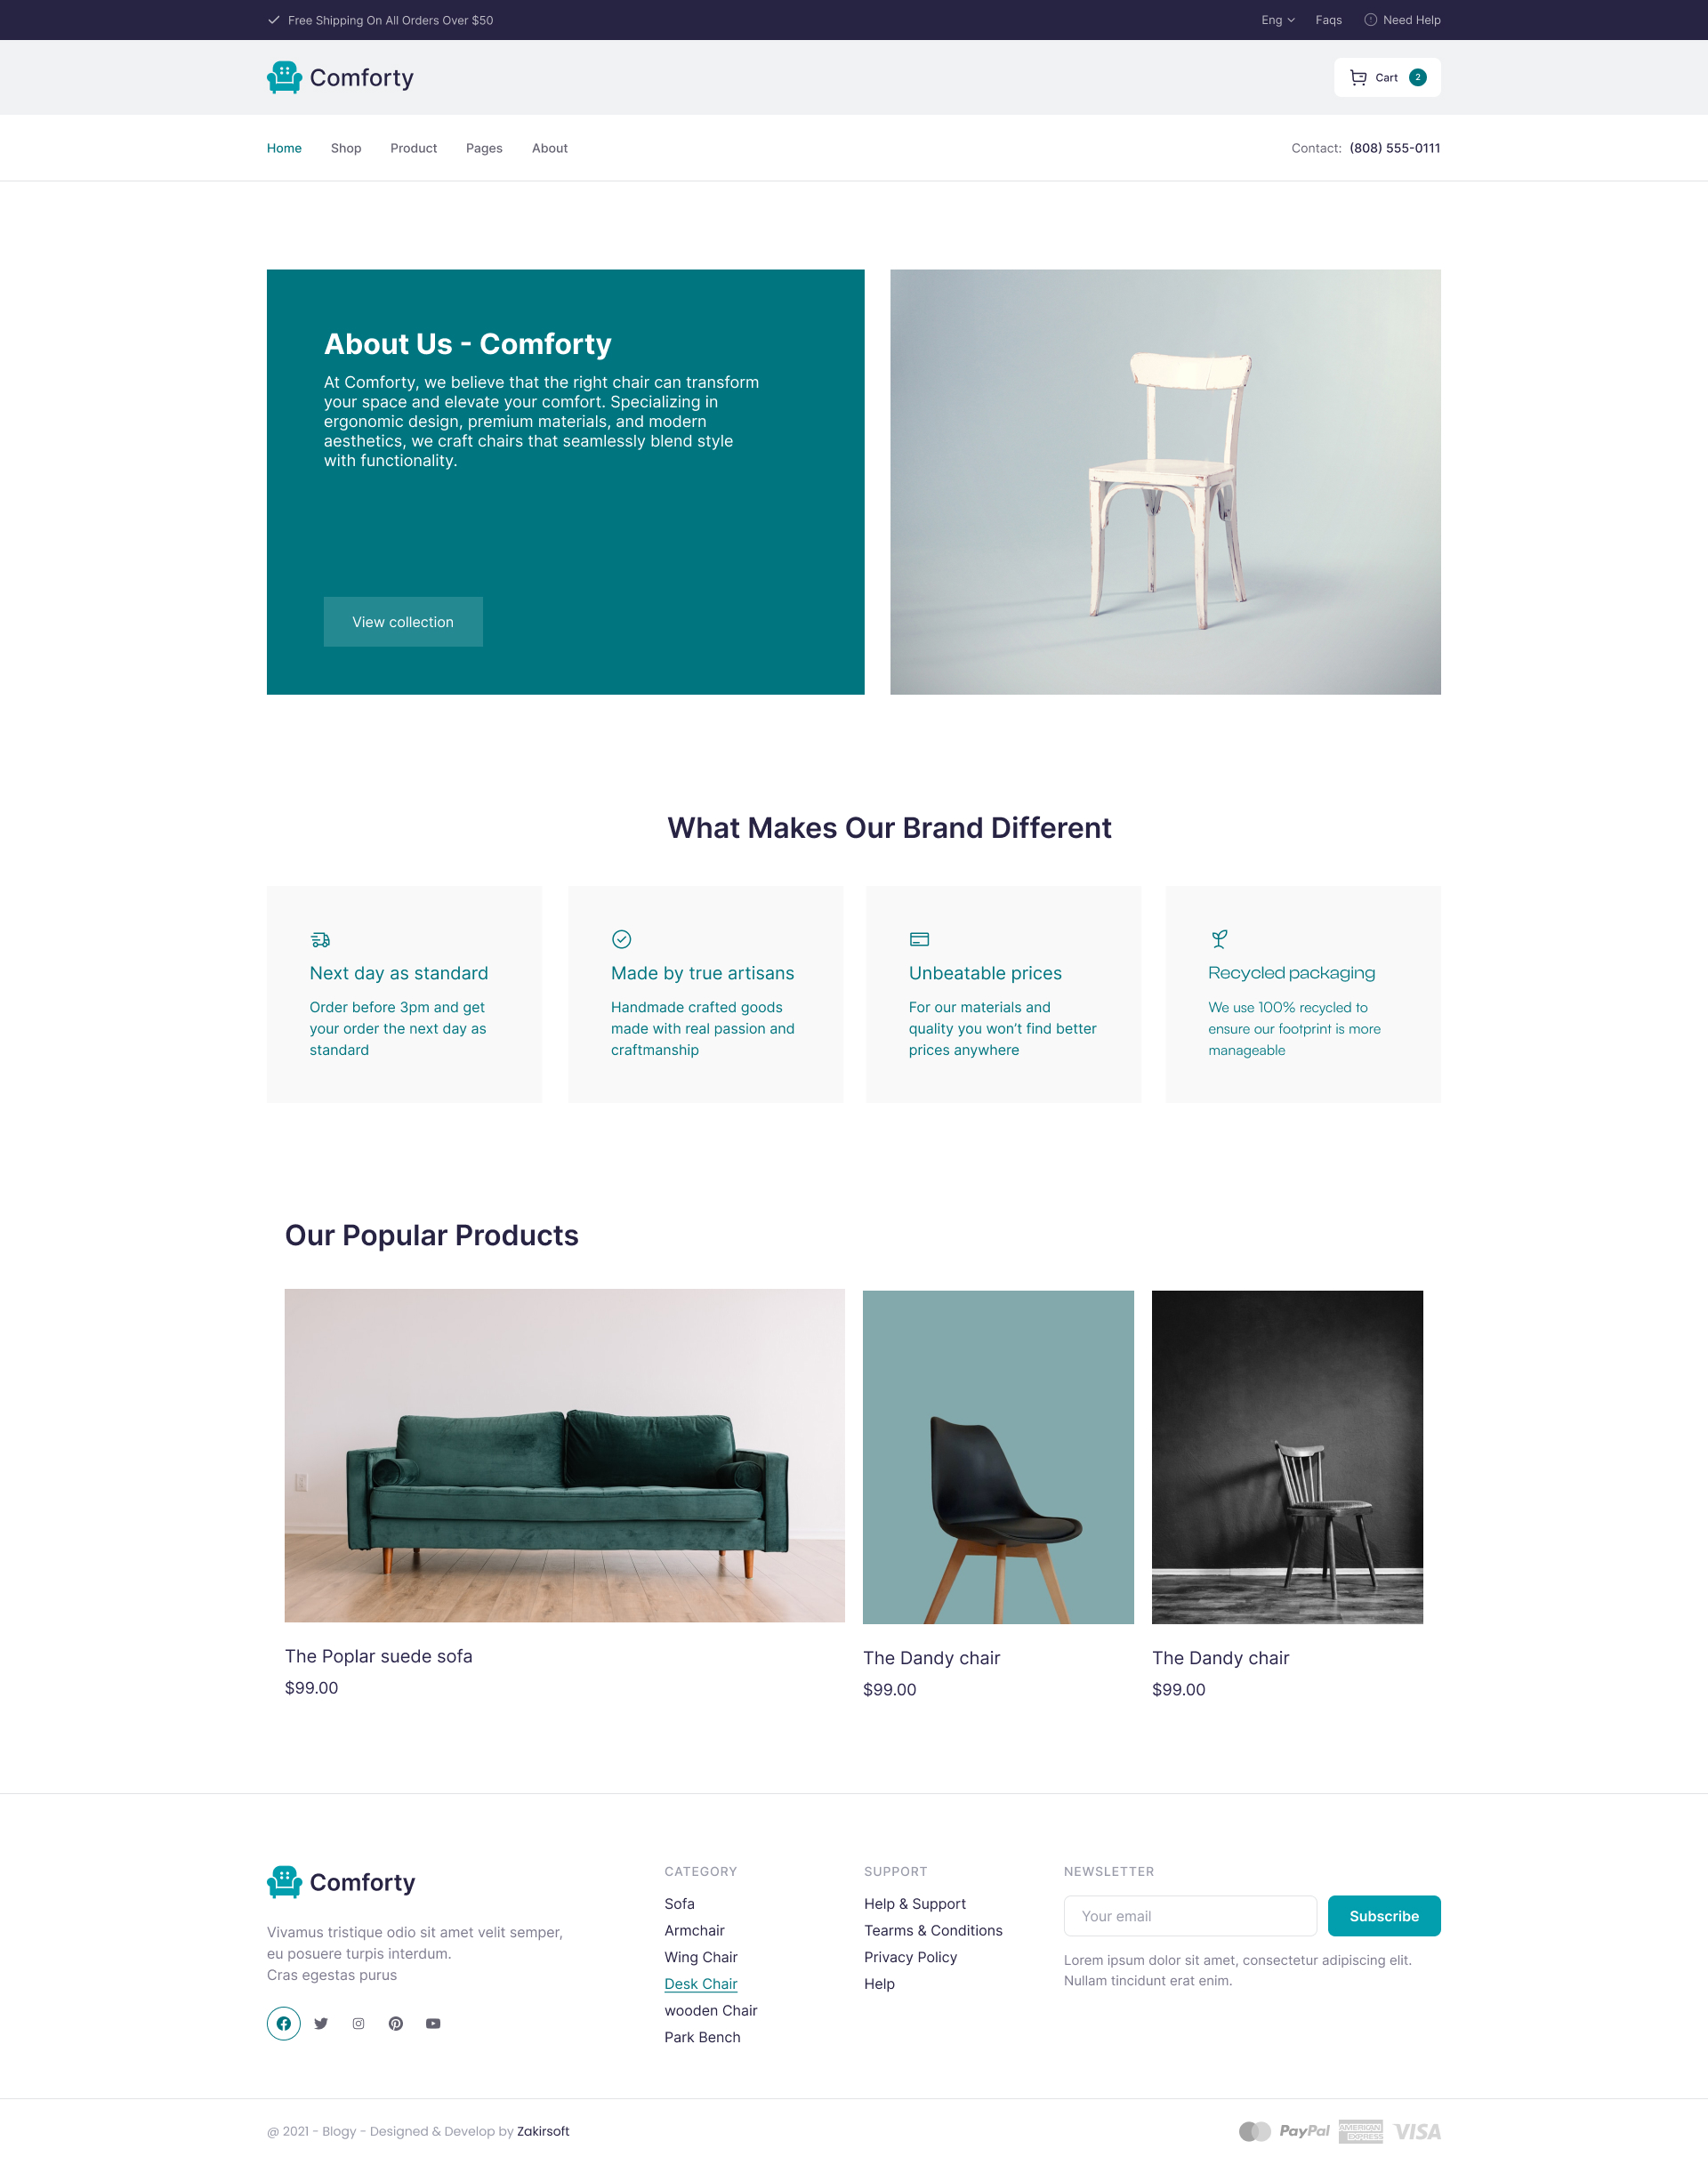 Free Shipping On All Orders Over $50
Eng
Faqs
Need Help
Comforty
Cart 2
Home
Shop
Product
Pages
About
Contact: (808) 555-0111
About Us - Comforty
At Comforty, we believe that the right chair can transform
your space and elevate your comfort. Specializing in
ergonomic design, premium materials, and modern
aesthetics, we craft chairs that seamlessly blend style
with functionality.
View collection
What Makes Our Brand Different
Next day as standard
Order before 3pm and get
your order the next day as
standard
Made by true artisans
Handmade crafted goods
made with real passion and
craftmanship
Unbeatable prices
For our materials and
quality you won’t find better
prices anywhere
Recycled packaging
We use 100% recycled to
ensure our footprint is more
manageable
Our Popular Products
The Poplar suede sofa
$99.00
The Dandy chair
$99.00
The Dandy chair
$99.00
Comforty
Vivamus tristique odio sit amet velit semper,
eu posuere turpis interdum.
Cras egestas purus
CATEGORY
Sofa
Armchair
Wing Chair
Desk Chair
wooden Chair
Park Bench
SUPPORT
Help & Support
Tearms & Conditions
Privacy Policy
Help
NEWSLETTER
Your email
Subscribe
Lorem ipsum dolor sit amet, consectetur adipiscing elit.
Nullam tincidunt erat enim.
@ 2021 - Blogy - Designed & Develop by Zakirsoft
PayPal
AMERICAN
EXPRESS
VISA